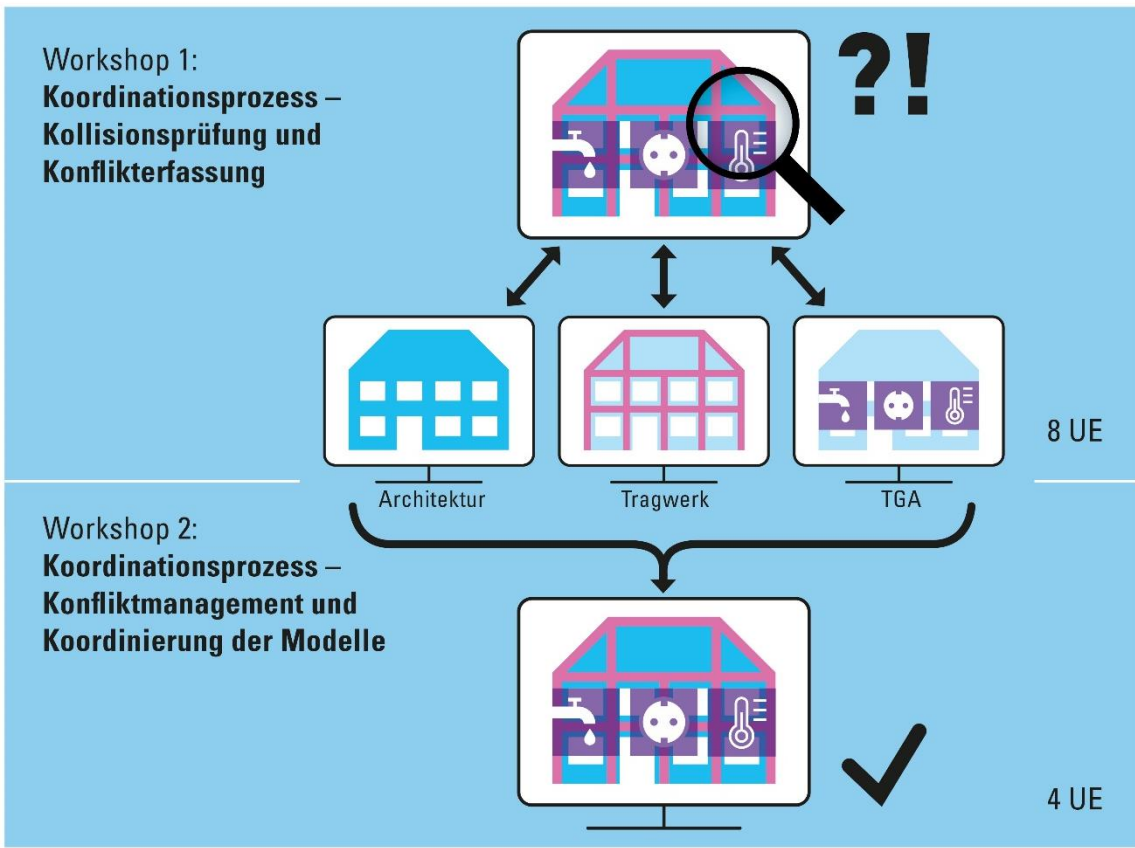 Workshop 1:
Koordinationsprozess –
Kollisionsprüfung und
Konflikterfassung
?!
Architektur
Tragwerk
TGA
8 UE
Workshop 2:
Koordinationsprozess –
Konfliktmanagement und
Koordinierung der Modelle
4 UE